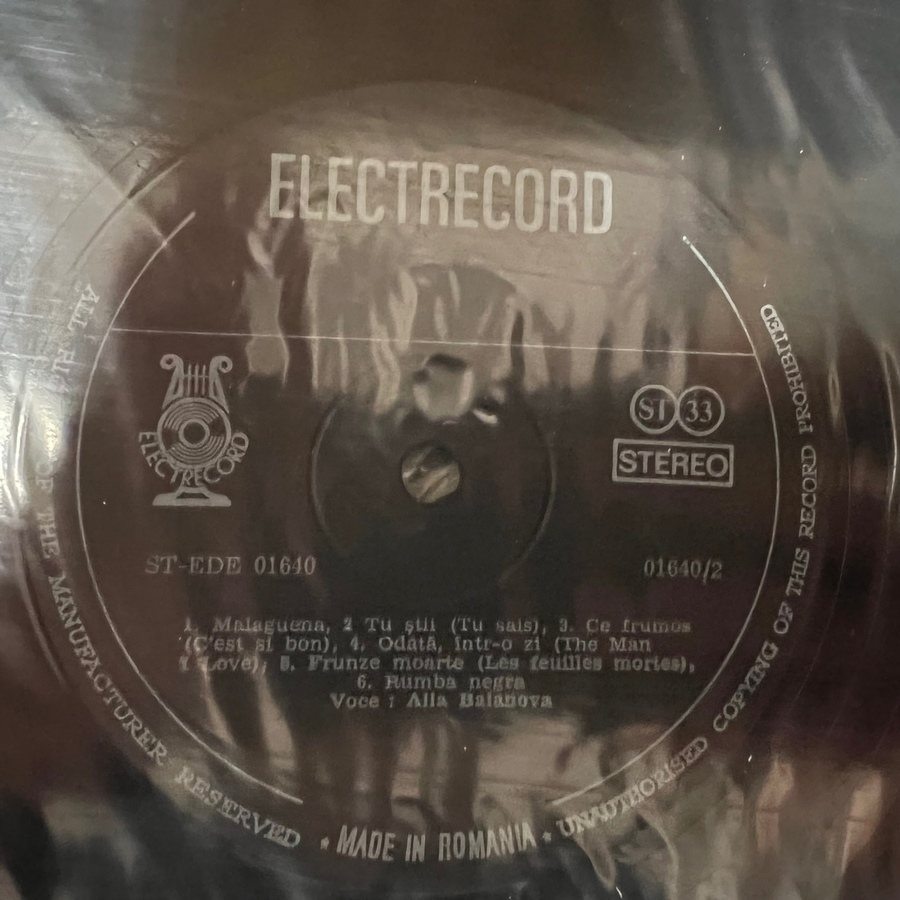 ELECTRECORD
ELECTRECORD
ST 33
STEREO
ST-EDE 01640
01640/2
1. Malaguena, 2 Tu știi (Tu sais), 3. Ce frumos
(C'est si bon), 4. Odată, într-o zi (The Man
I Love), 5. Frunze moarte (Les feuilles mortes),
6. Rumba negra
Voce : Alla Baianova
ALL OF THE MANUFACTURER RESERVED
* MADE IN ROMANIA *
UNAUTHORISED COPYING OF THIS RECORD PROHIBITED